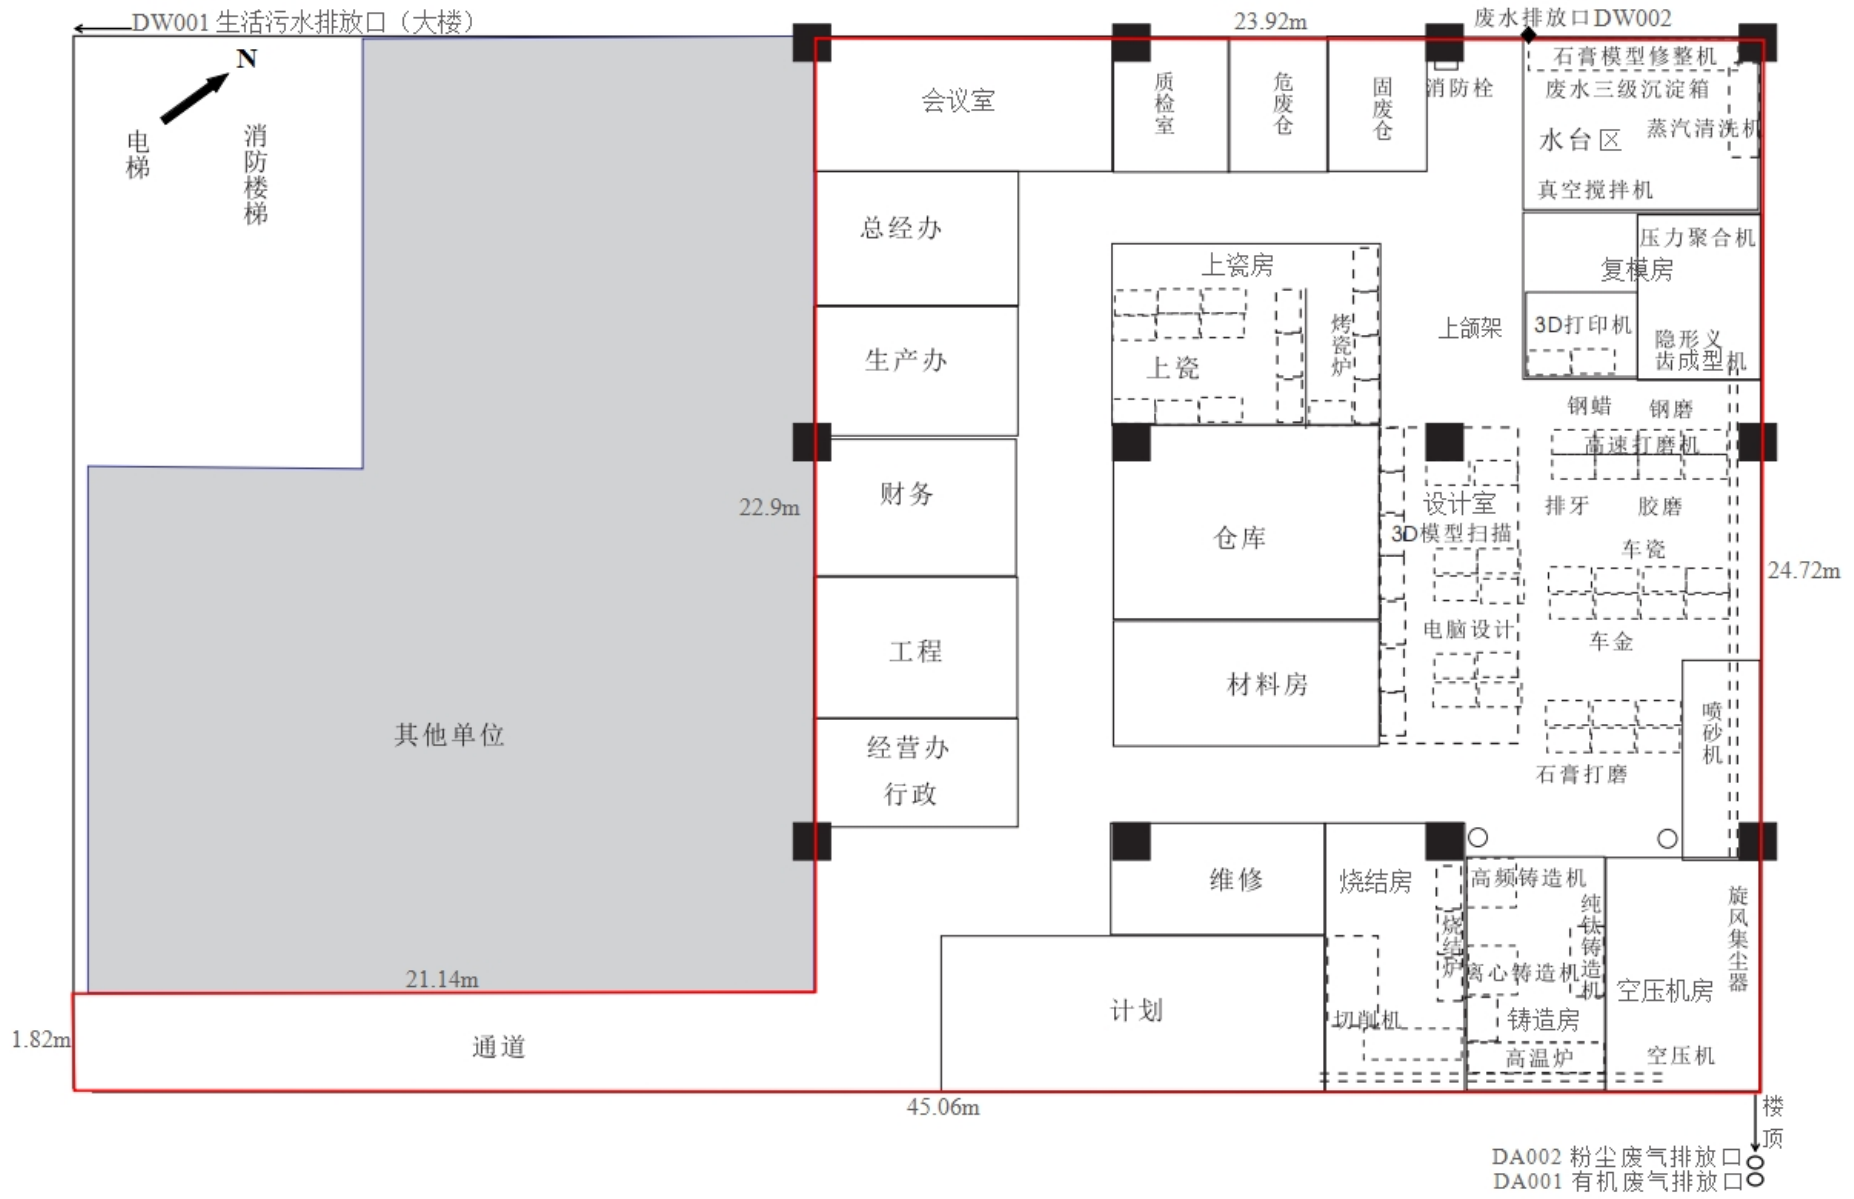 DW001 生活污水排放口（大楼）
23.92m
废水排放口DW002
N
电梯
消防楼梯
会议室
质检室
危废仓
固废仓
消防栓
石膏模型修整机
废水三级沉淀箱
蒸汽清洗机
水台区
真空搅拌机
总经办
上瓷房
压力聚合机
复模房
生产办
上瓷
烤瓷炉
上颌架
3D打印机
隐形义
齿成型机
钢蜡
钢磨
高速打磨机
财务
22.9m
仓库
设计室
3D模型扫描
排牙
胶磨
车瓷
24.72m
工程
电脑设计
车金
材料房
其他单位
经营办
行政
喷砂机
石膏打磨
维修
烧结房
烧结炉
高频铸造机
纯钛铸造机
离心铸造机
旋风集尘器
空压机房
21.14m
计划
切削机
铸造房
高温炉
空压机
1.82m
通道
45.06m
楼顶
DA002 粉尘废气排放口
DA001 有机废气排放口